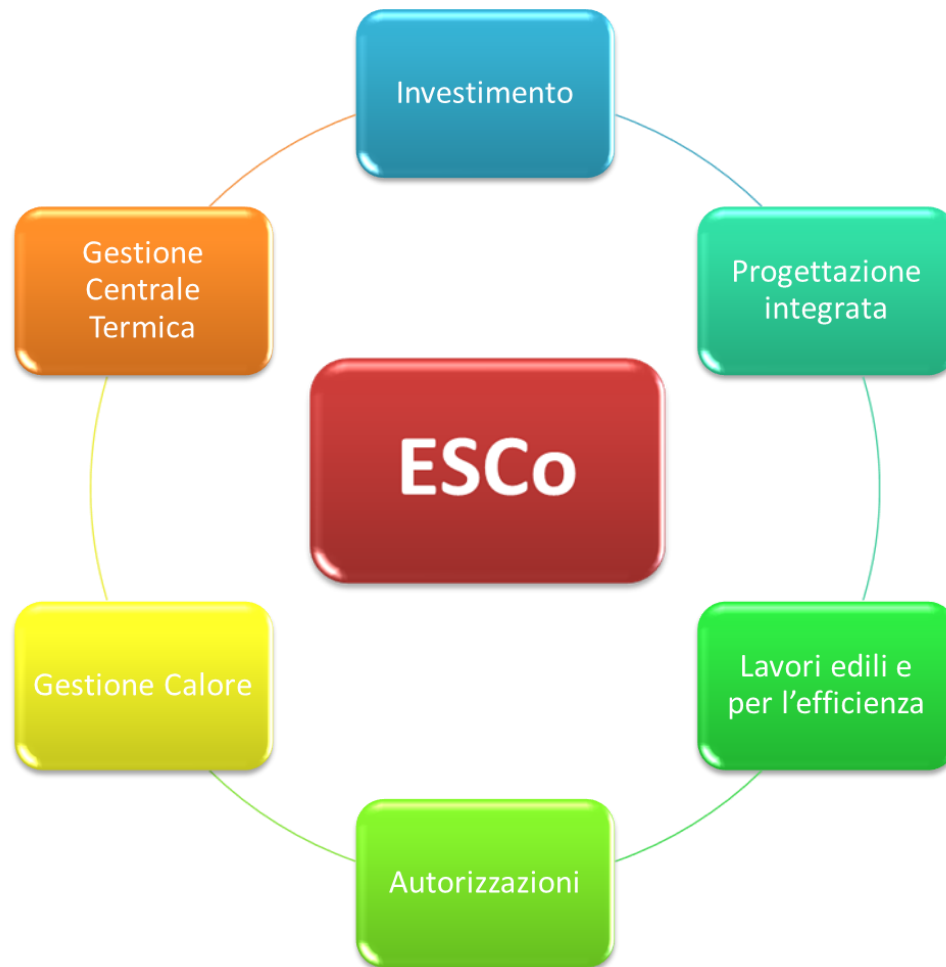 Investimento
Progettazione
integrata
Lavori edili e
per l’efficienza
Autorizzazioni
Gestione Calore
Gestione
Centrale
Termica
ESCo